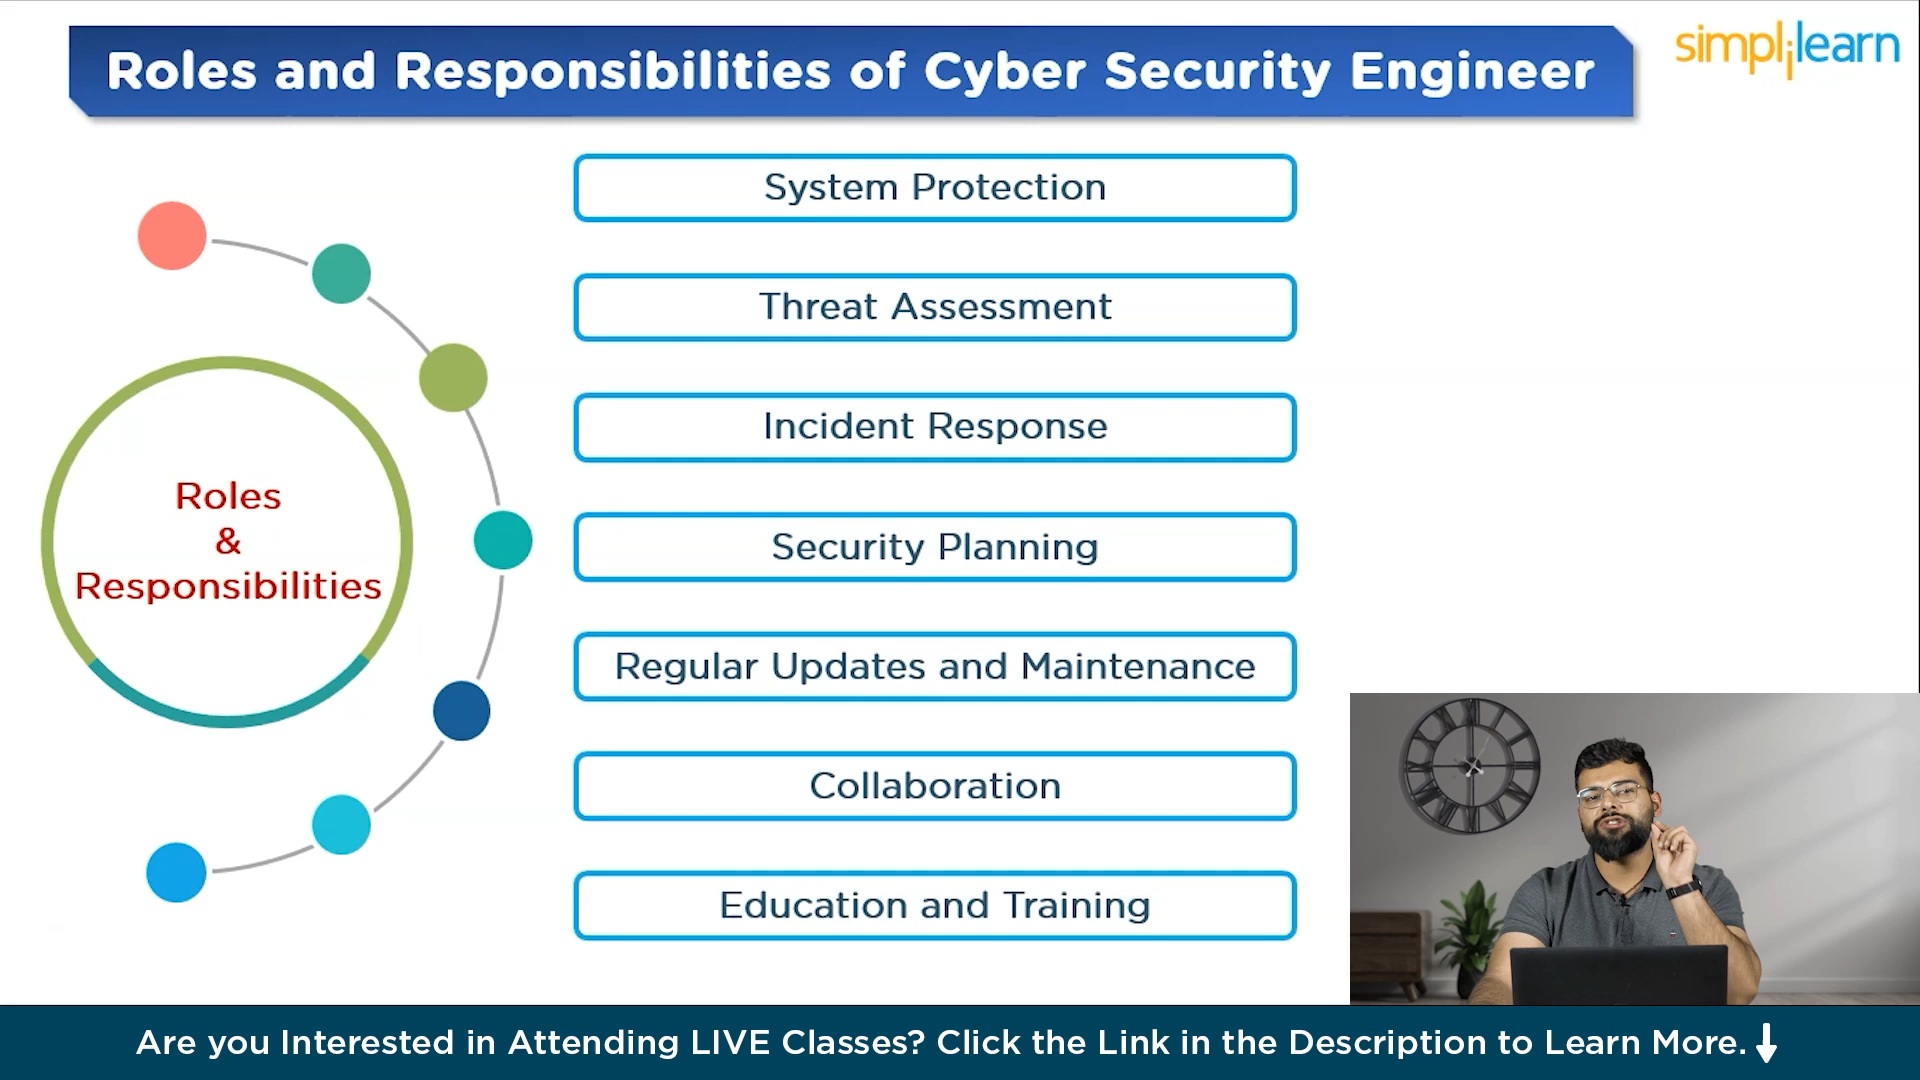 Roles and Responsibilities of Cyber Security Engineer
simplilearn
System Protection
Threat Assessment
Incident Response
Roles
&
Responsibilities
Security Planning
Regular Updates and Maintenance
Collaboration
Education and Training
Are you Interested in Attending LIVE Classes? Click the Link in the Description to Learn More.